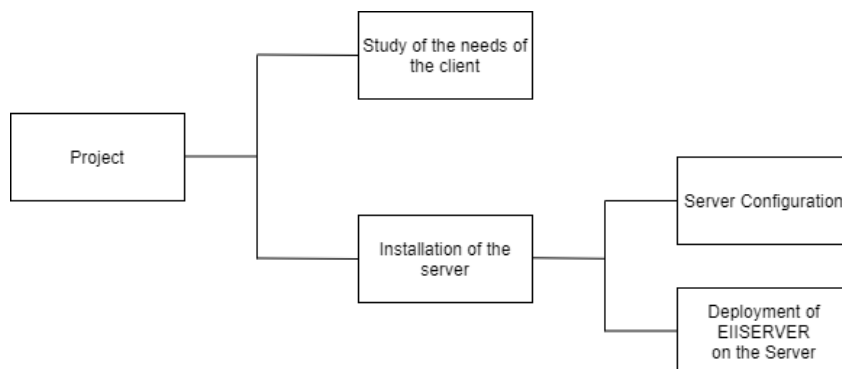 Study of the needs of
the client
Project
Server Configuration
Installation of the
server
Deployment of
EIISERVER
on the Server